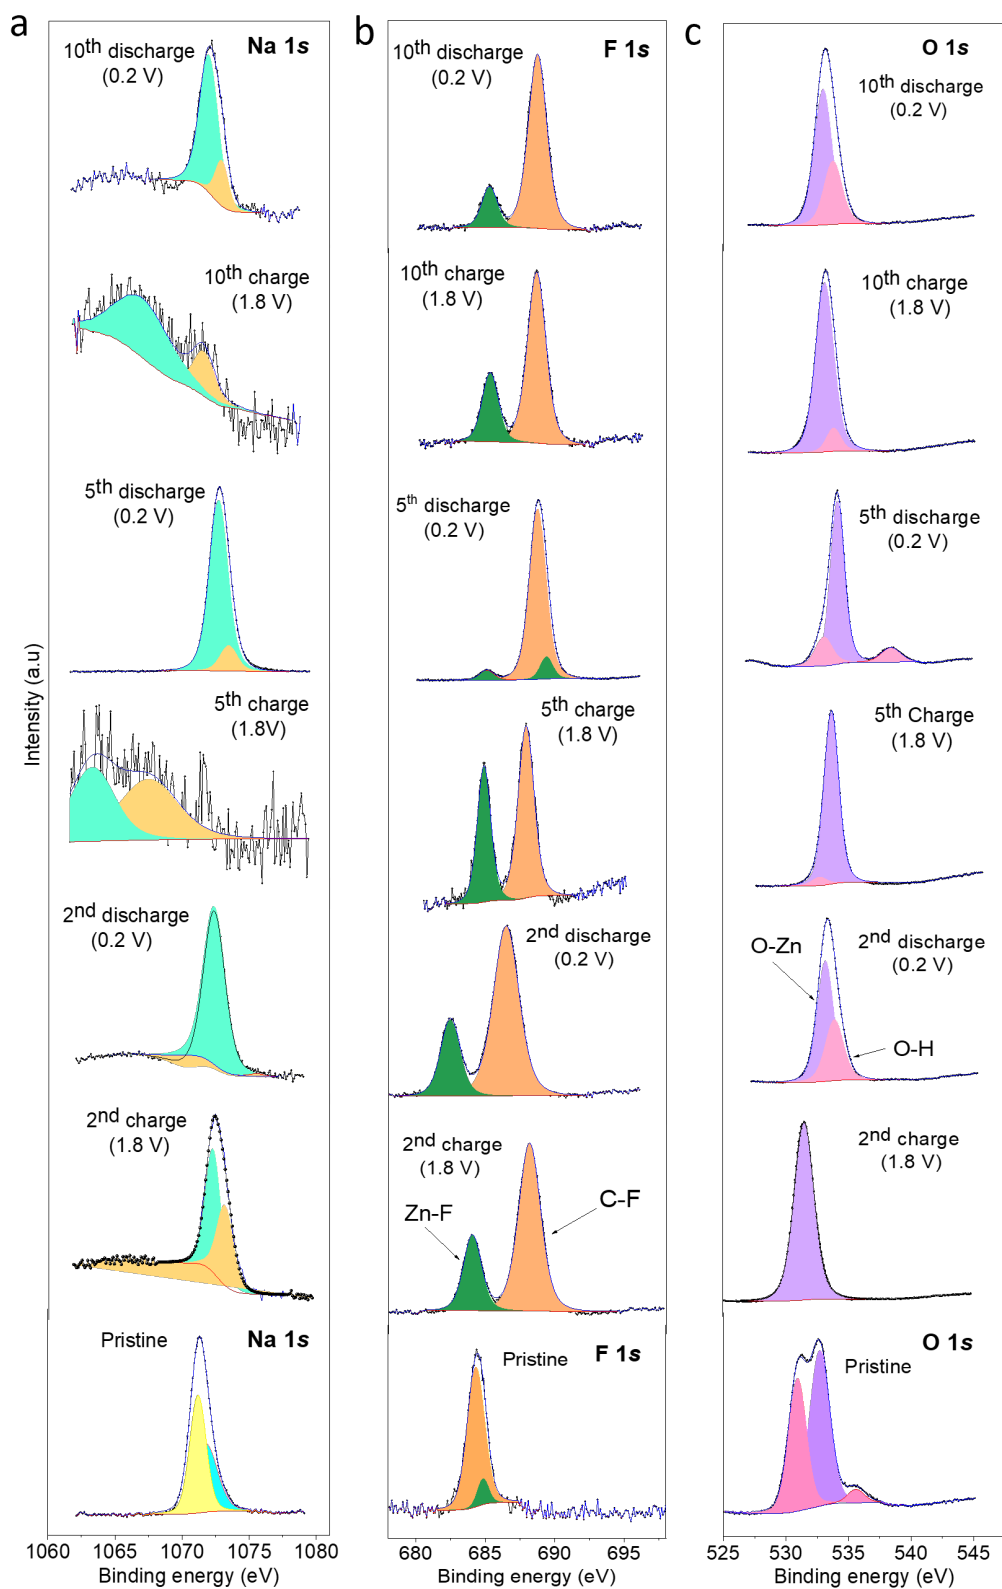 a
Na 1s
10th discharge
(0.2 V)
10th charge
(1.8 V)
5th discharge
(0.2 V)
5th charge
(1.8V)
2nd discharge
(0.2 V)
2nd charge
(1.8 V)
Pristine
Na 1s
Intensity (a.u)
1060 1065 1070 1075 1080
Binding energy (eV)
b
F 1s
10th discharge
(0.2 V)
10th charge
(1.8 V)
5th discharge
(0.2 V)
5th charge
(1.8 V)
2nd discharge
(0.2 V)
2nd charge
(1.8 V)
Zn-F
C-F
F 1s
Pristine
680 685 690 695
Binding energy (eV)
c
O 1s
10th discharge
(0.2 V)
10th charge
(1.8 V)
5th discharge
(0.2 V)
5th Charge
(1.8 V)
2nd discharge
(0.2 V)
O-Zn
O-H
2nd charge
(1.8 V)
O 1s
Pristine
525 530 535 540 545
Binding energy (eV)